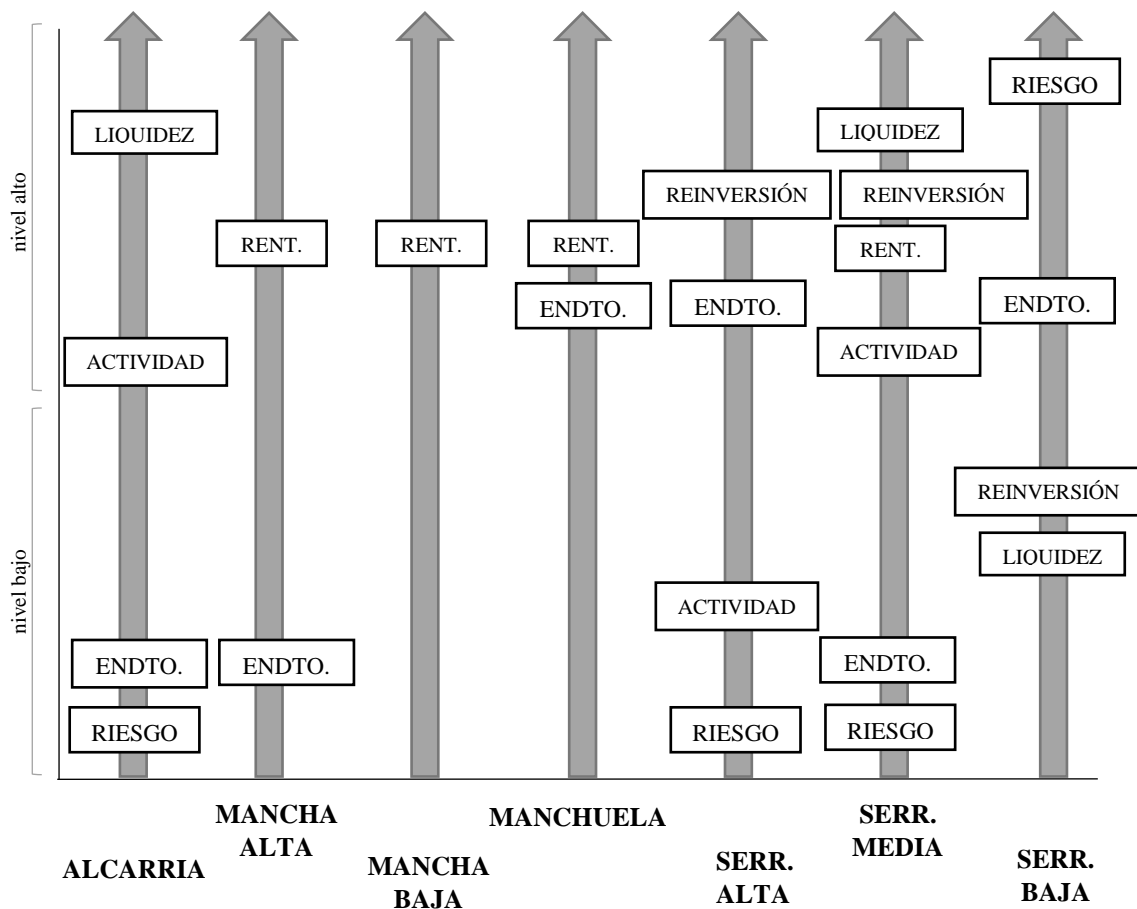 nivel alto
nivel bajo
RIESGO
LIQUIDEZ
LIQUIDEZ
REINVERSIÓN
REINVERSIÓN
RENT.
RENT.
RENT.
RENT.
ENDTO.
ENDTO.
ENDTO.
ACTIVIDAD
ACTIVIDAD
REINVERSIÓN
LIQUIDEZ
ACTIVIDAD
ENDTO.
ENDTO.
ENDTO.
RIESGO
RIESGO
RIESGO
ALCARRIA
MANCHA
ALTA
MANCHA
BAJA
MANCHUELA
SERR.
ALTA
SERR.
MEDIA
SERR.
BAJA